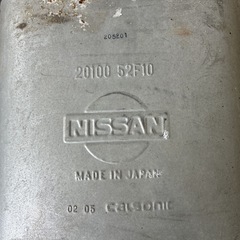 20100 52F10
NISSAN
MADE IN JAPAN
02 05 Calsonic